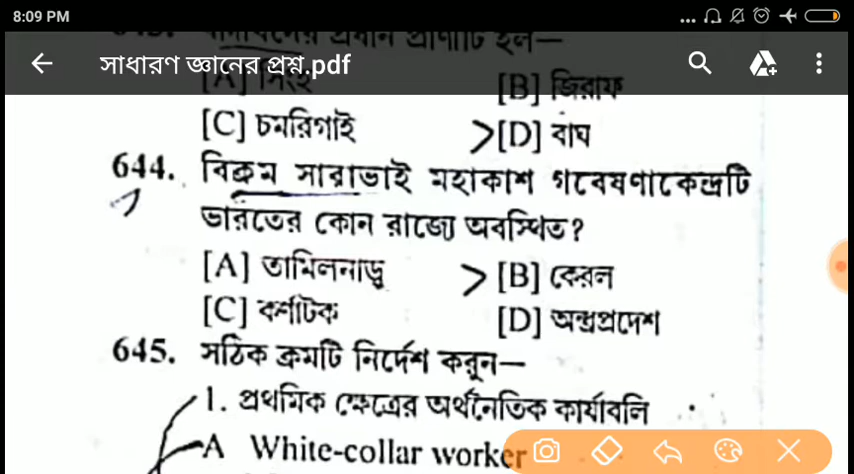 8:09 PM
সাধারণ জ্ঞানের প্রশ্ন.pdf
[A] সিংহ
[B] জিরাফ
[C] চমরিগাই
[D] বাঘ
644. বিক্রম সারাভাই মহাকাশ গবেষণাকেন্দ্রটি
ভারতের কোন রাজ্যে অবস্থিত?
[A] তামিলনাড়ু
[B] কেরল
[C] কর্ণাটক
[D] অন্ধ্রপ্রদেশ
645. সঠিক ক্রমটি নির্দেশ করুন—
1. প্রথমিক ক্ষেত্রের অর্থনৈতিক কার্যাবলি
A White-collar worker